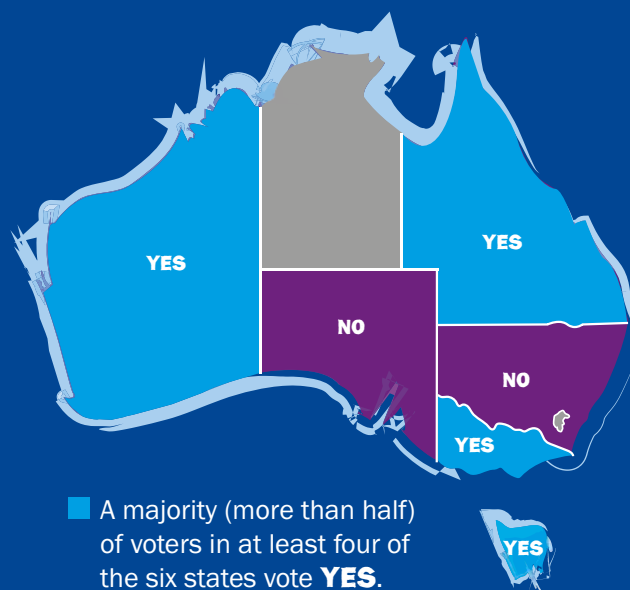 YES
YES
NO
NO
YES
YES
A majority (more than half)
of voters in at least four of
the six states vote YES.